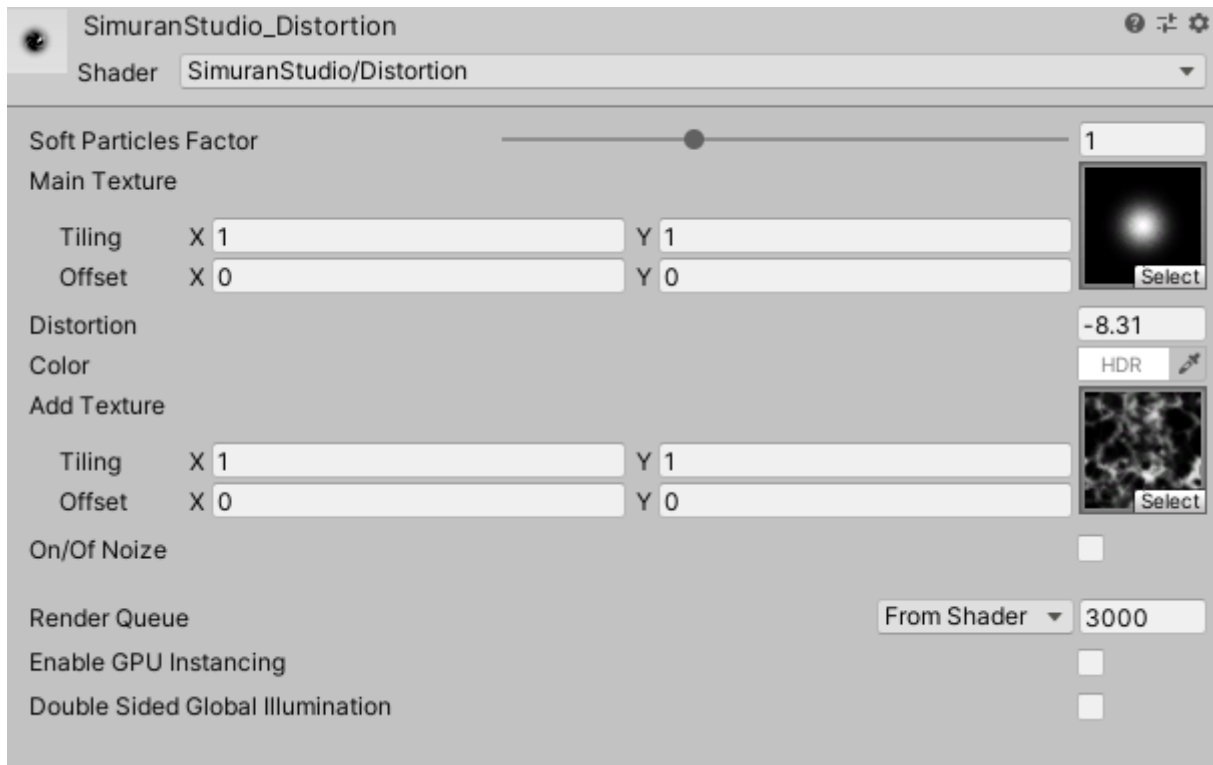 SimuranStudio_Distortion
Shader SimuranStudio/Distortion
Soft Particles Factor 1
Main Texture
Tiling X 1 Y 1
Offset X 0 Y 0
Select
Distortion -8.31
Color HDR
Add Texture
Tiling X 1 Y 1
Offset X 0 Y 0
Select
On/Of Noize
Render Queue From Shader 3000
Enable GPU Instancing
Double Sided Global Illumination